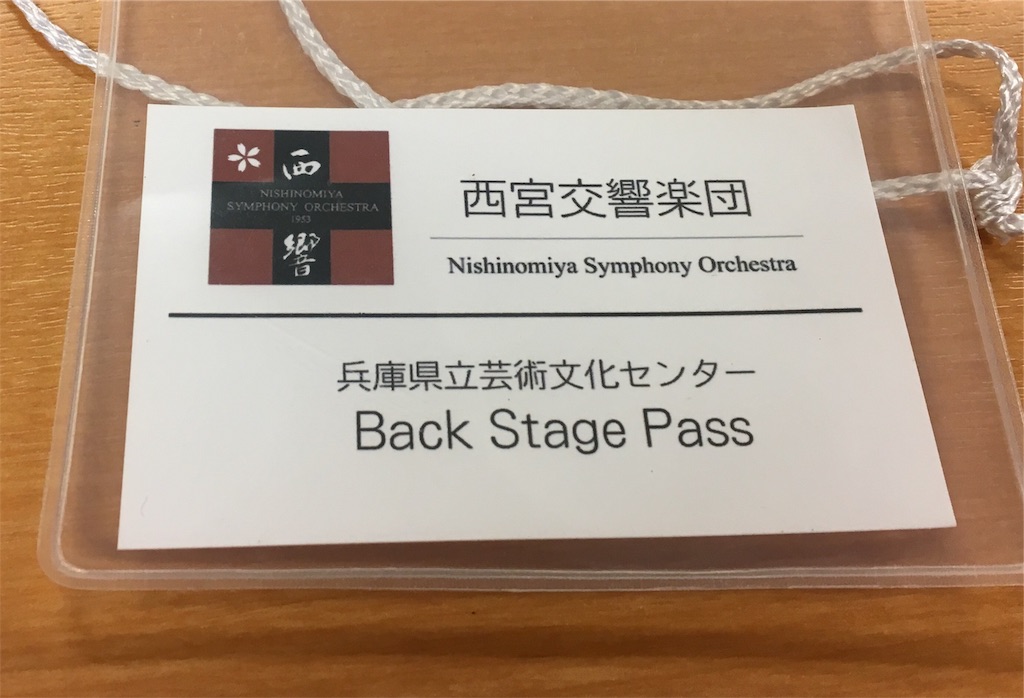 西
NISHINOMIYA
SYMPHONY ORCHESTRA
1953
響
西宮交響楽団
Nishinomiya Symphony Orchestra
兵庫県立芸術文化センター
Back Stage Pass